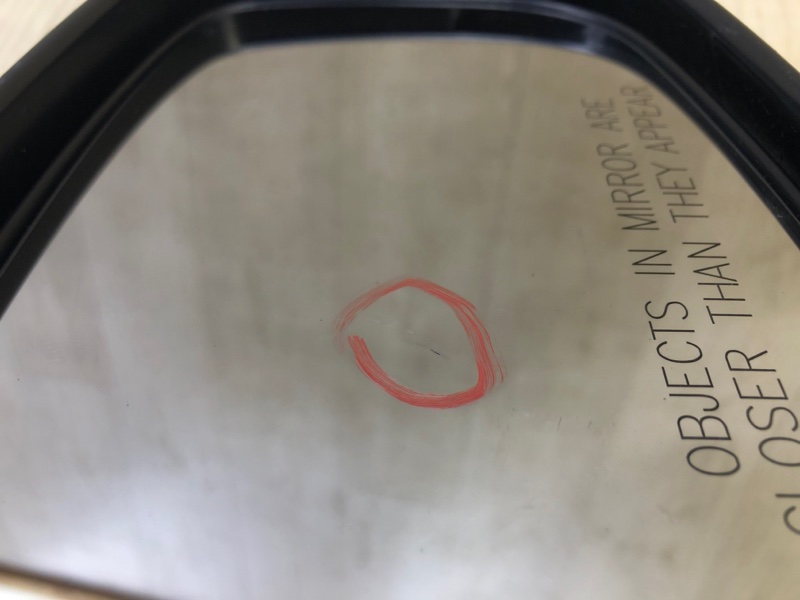 OBJECTS IN MIRROR ARE
CLOSER THAN THEY APPEAR